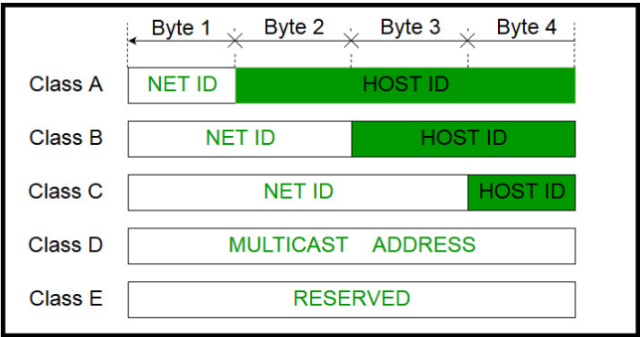 Byte 1 Byte 2 Byte 3 Byte 4
Class A NET ID HOST ID
Class B NET ID HOST ID
Class C NET ID HOST ID
Class D MULTICAST ADDRESS
Class E RESERVED